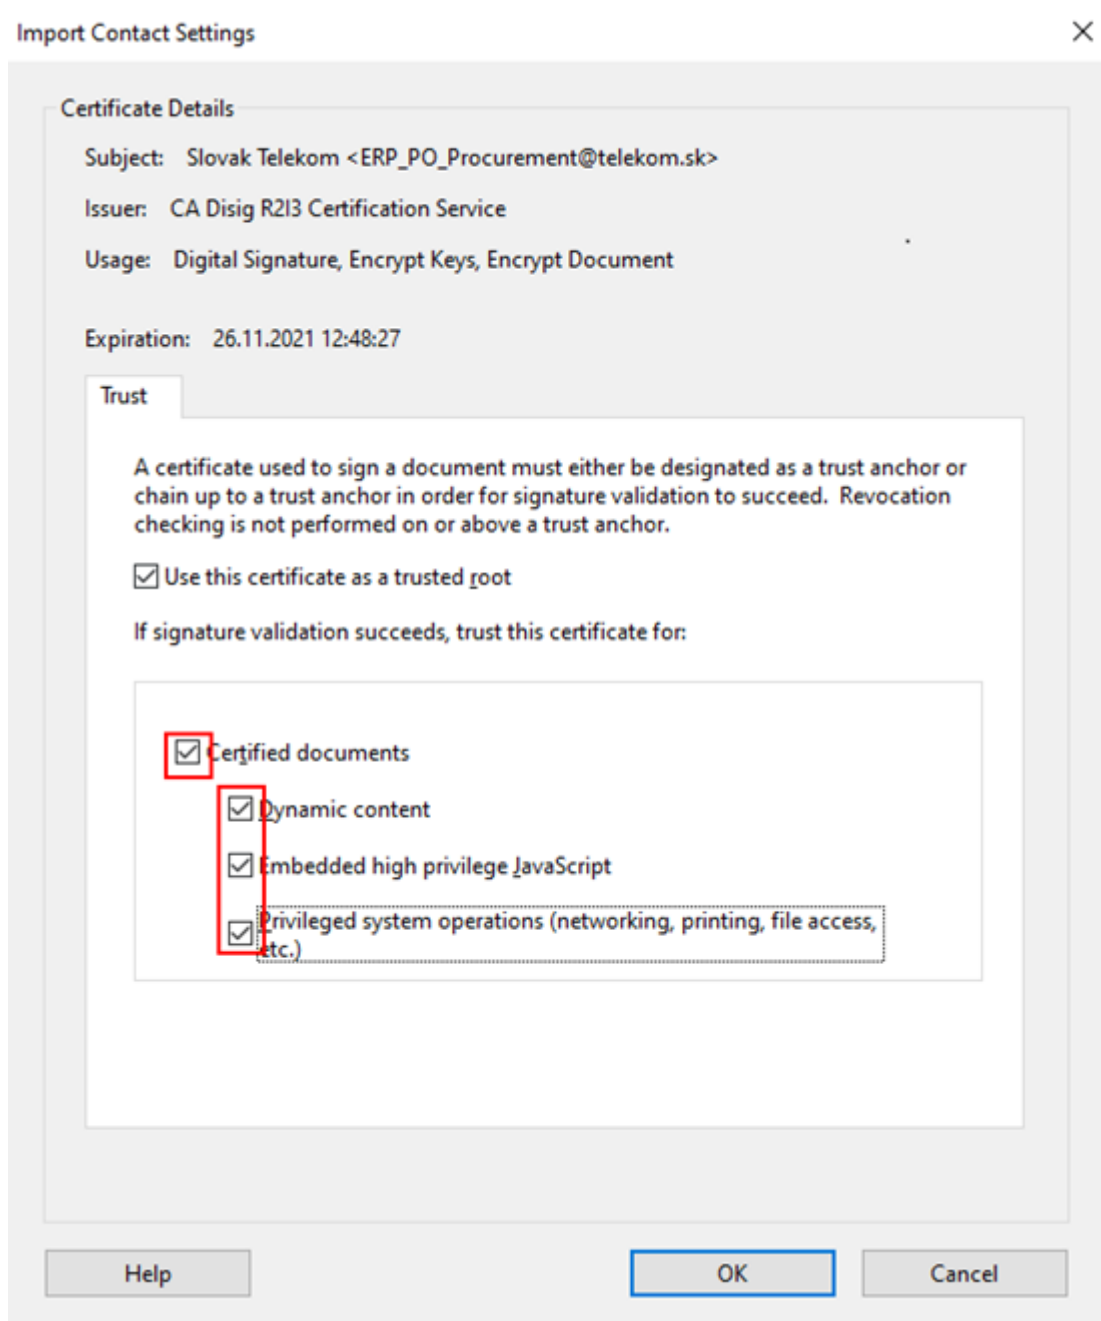 Import Contact Settings
Certificate Details
Subject: Slovak Telekom <ERP_PO_Procurement@telekom.sk>
Issuer: CA Disig R2I3 Certification Service
Usage: Digital Signature, Encrypt Keys, Encrypt Document
Expiration: 26.11.2021 12:48:27
Trust
A certificate used to sign a document must either be designated as a trust anchor or
chain up to a trust anchor in order for signature validation to succeed. Revocation
checking is not performed on or above a trust anchor.
Use this certificate as a trusted root
If signature validation succeeds, trust this certificate for:
Certified documents
Dynamic content
Embedded high privilege JavaScript
Privileged system operations (networking, printing, file access,
etc.)
Help
OK
Cancel